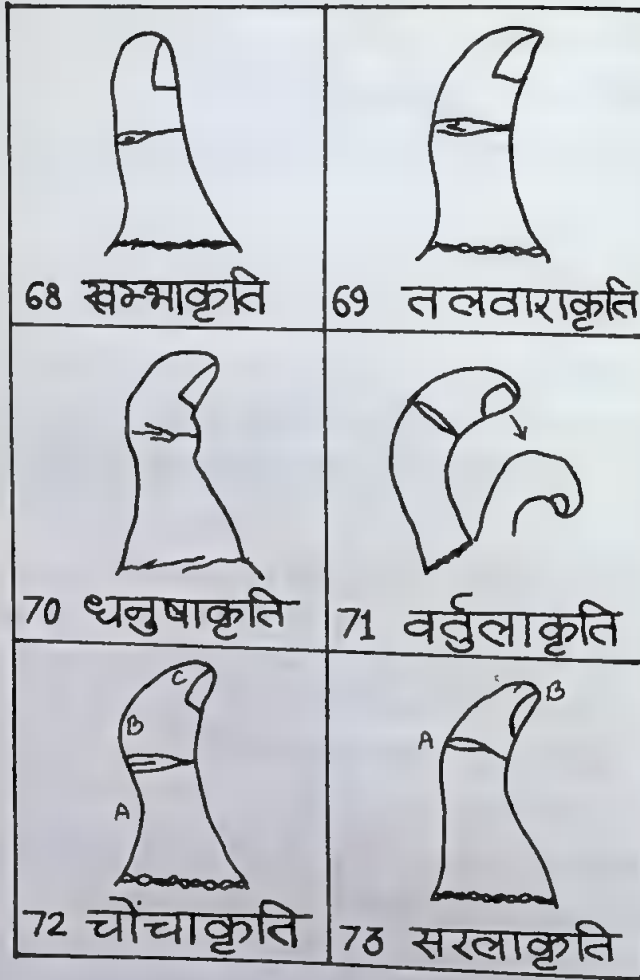 68 खम्भाकृति
69 तलवाराकृति
70 धनुषाकृति
71 वर्तुलाकृति
C
B
A
72 चोंचाकृति
B
A
73 सरलाकृति